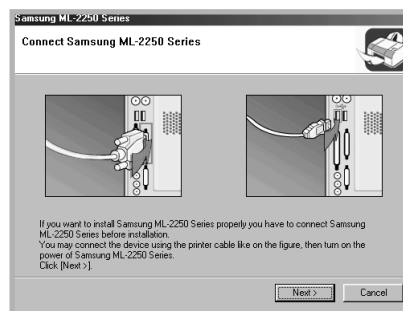 Samsung ML-2250 Series
Connect Samsung ML-2250 Series
If you want to install Samsung ML-2250 Series properly you have to connect Samsung
ML-2250 Series before installation.
You may connect the device using the printer cable like on the figure, then turn on the
power of Samsung ML-2250 Series.
Click [Next >].
Next >
Cancel